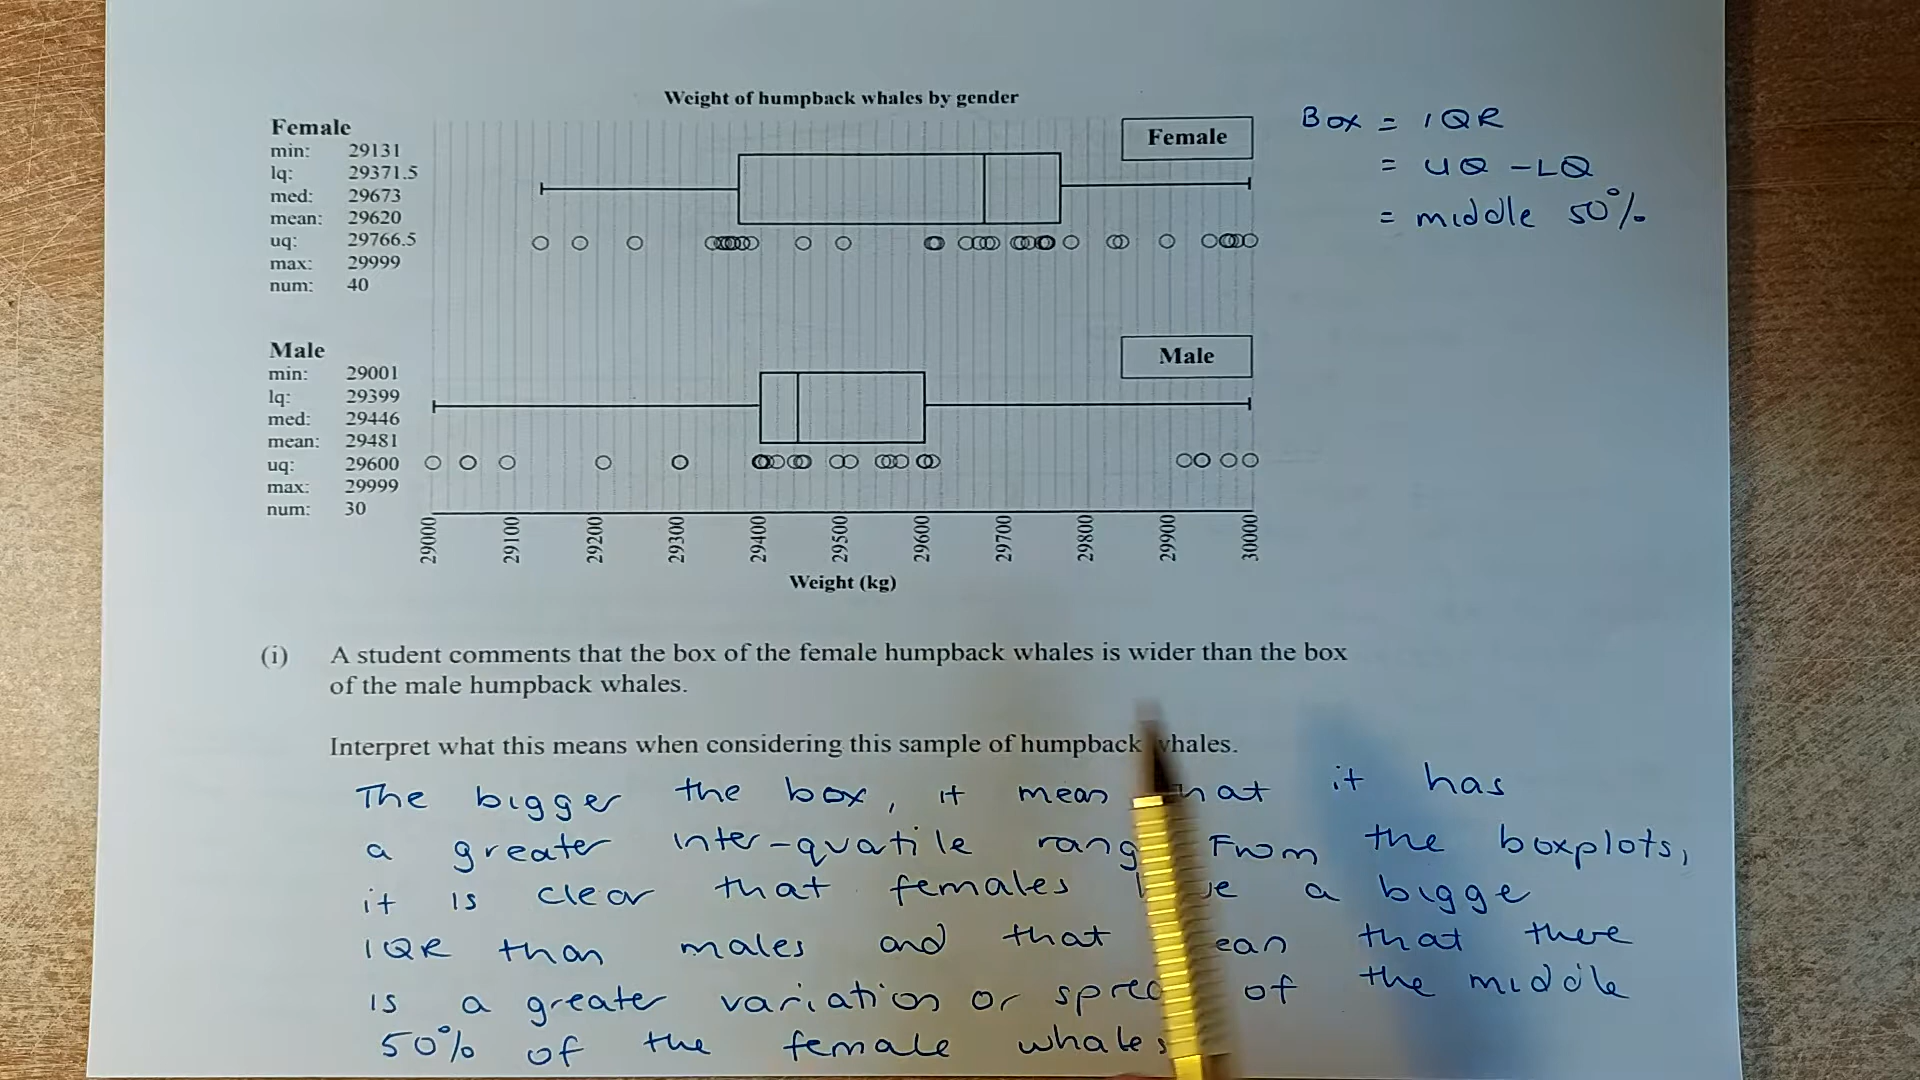 Weight of humpback whales by gender
Female
min: 29131
lq: 29371.5
med: 29673
mean: 29620
uq: 29766.5
max: 29999
num: 40
Female
Box = IQR
= UQ - LQ
= middle 50%
Male
min: 29001
lq: 29399
med: 29446
mean: 29481
uq: 29600
max: 29999
num: 30
Male
29000 29100 29200 29300 29400 29500 29600 29700 29800 29900 30000
Weight (kg)
(i) A student comments that the box of the female humpback whales is wider than the box
of the male humpback whales.
Interpret what this means when considering this sample of humpback whales.
The bigger the box, it mean that it has
a greater inter-quatile rang From the boxplots,
it is clear that females a bigge
IQR than males and that ean that there
is a greater variation or spread of the middle
50% of the female whales